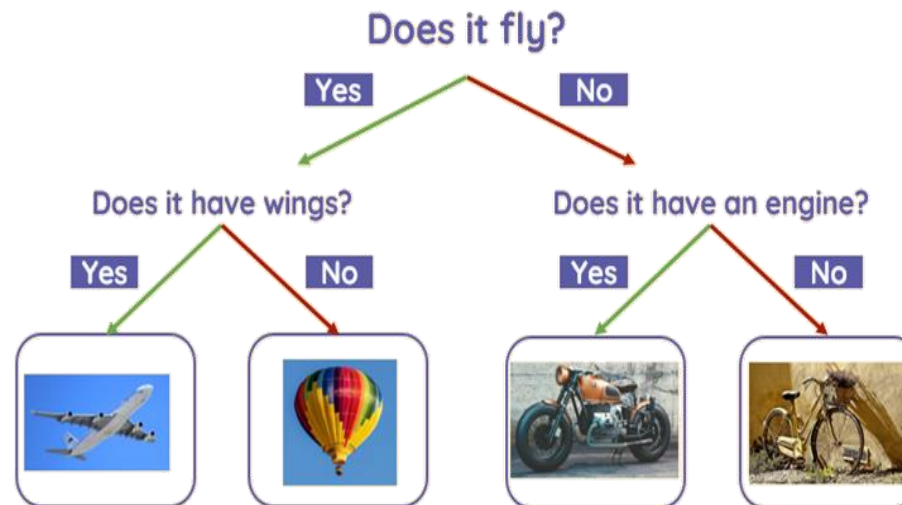 Does it fly?
Yes
No
Does it have wings?
Does it have an engine?
Yes
No
Yes
No